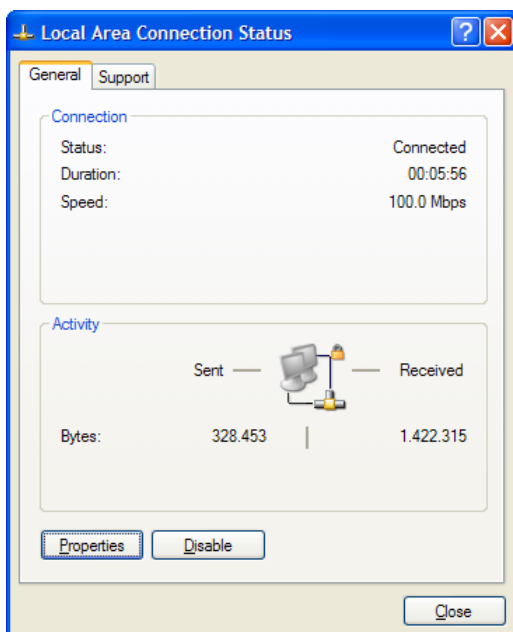 Local Area Connection Status
General Support
Connection
Status: Connected
Duration: 00:05:56
Speed: 100.0 Mbps
Activity
Sent Received
Bytes: 328.453 1.422.315
Properties Disable
Close